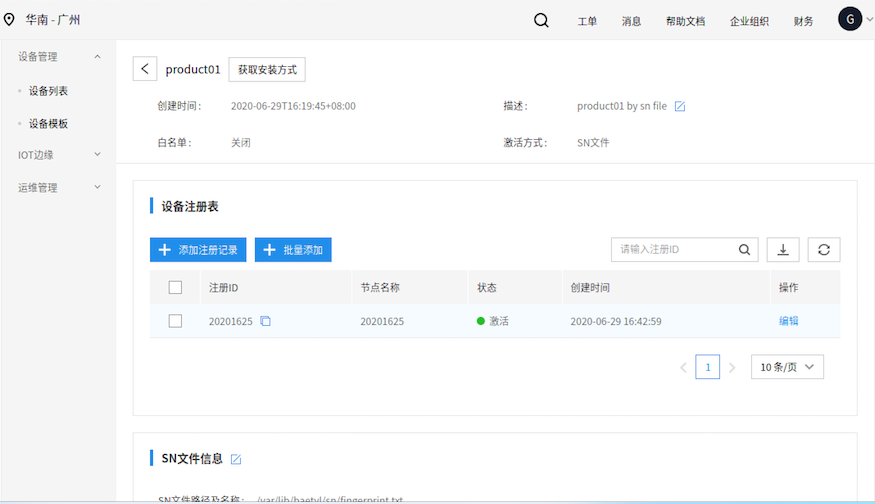 华南 - 广州
工单 消息 帮助文档 企业组织 财务 G
设备管理
设备列表
设备模板
IOT边缘
运维管理
product01 获取安装方式
创建时间： 2020-06-29T16:19:45+08:00 描述： product01 by sn file
白名单： 关闭 激活方式： SN文件
设备注册表
添加注册记录 批量添加 请输入注册ID
注册ID 节点名称 状态 创建时间 操作
20201625 20201625 激活 2020-06-29 16:42:59 编辑
1 10 条/页
SN文件信息
SN文件路径及名称： /var/lib/baetyl/sn/fingerprint.txt